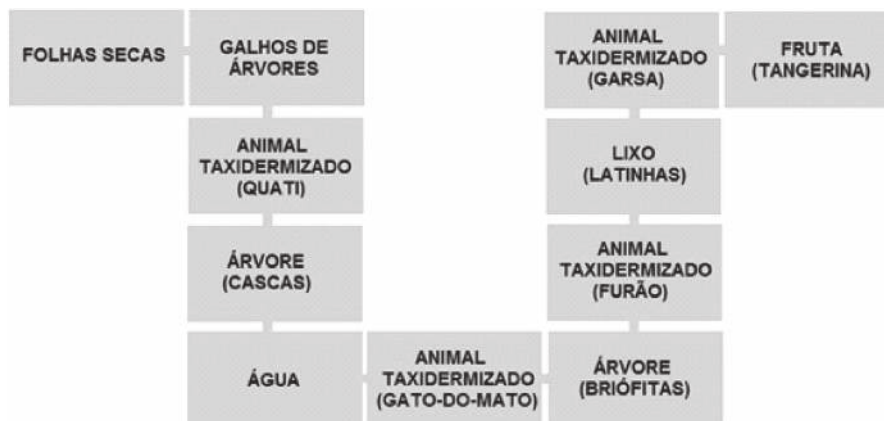 FOLHAS SECAS
GALHOS DE
ÁRVORES
ANIMAL
TAXIDERMIZADO
(QUATI)
ÁRVORE
(CASCAS)
ÁGUA
ANIMAL
TAXIDERMIZADO
(GATO-DO-MATO)
ÁRVORE
(BRIÓFITAS)
ANIMAL
TAXIDERMIZADO
(FURÃO)
LIXO
(LATINHAS)
ANIMAL
TAXIDERMIZADO
(GARSA)
FRUTA
(TANGERINA)